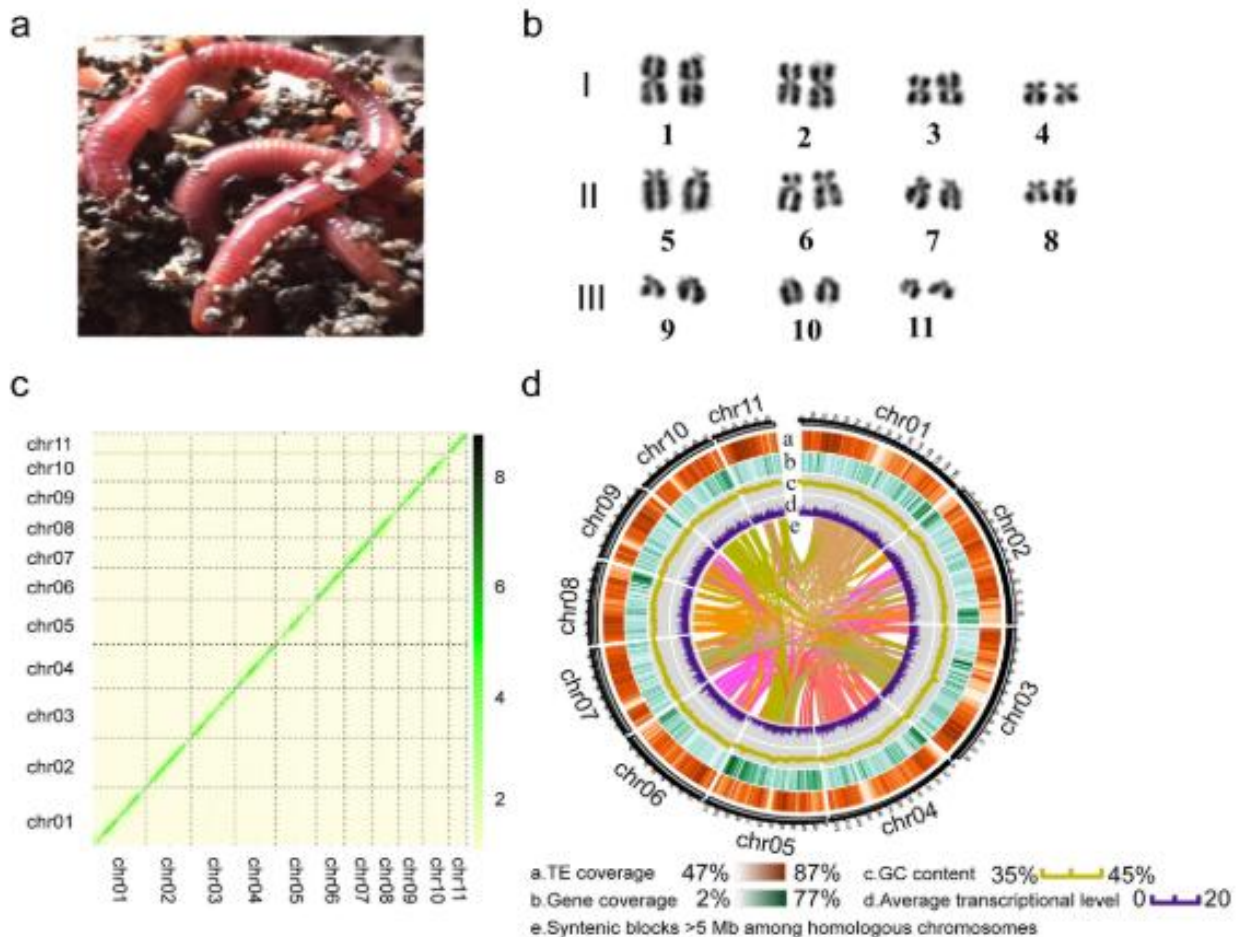 a
b
I
1 2 3 4
II
5 6 7 8
III
9 10 11
c
chr11
chr10
chr09
chr08
chr07
chr06
chr05
chr04
chr03
chr02
chr01
chr01 chr02 chr03 chr04 chr05 chr06 chr07 chr08 chr09 chr10 chr11
8
6
4
2
d
chr01
chr02
chr03
chr04
chr05
chr06
chr07
chr08
chr09
chr10
chr11
a
b
c
d
e
a.TE coverage 47% 87% c.GC content 35% 45%
b.Gene coverage 2% 77% d.Average transcriptional level 0 20
e.Syntenic blocks >5 Mb among homologous chromosomes